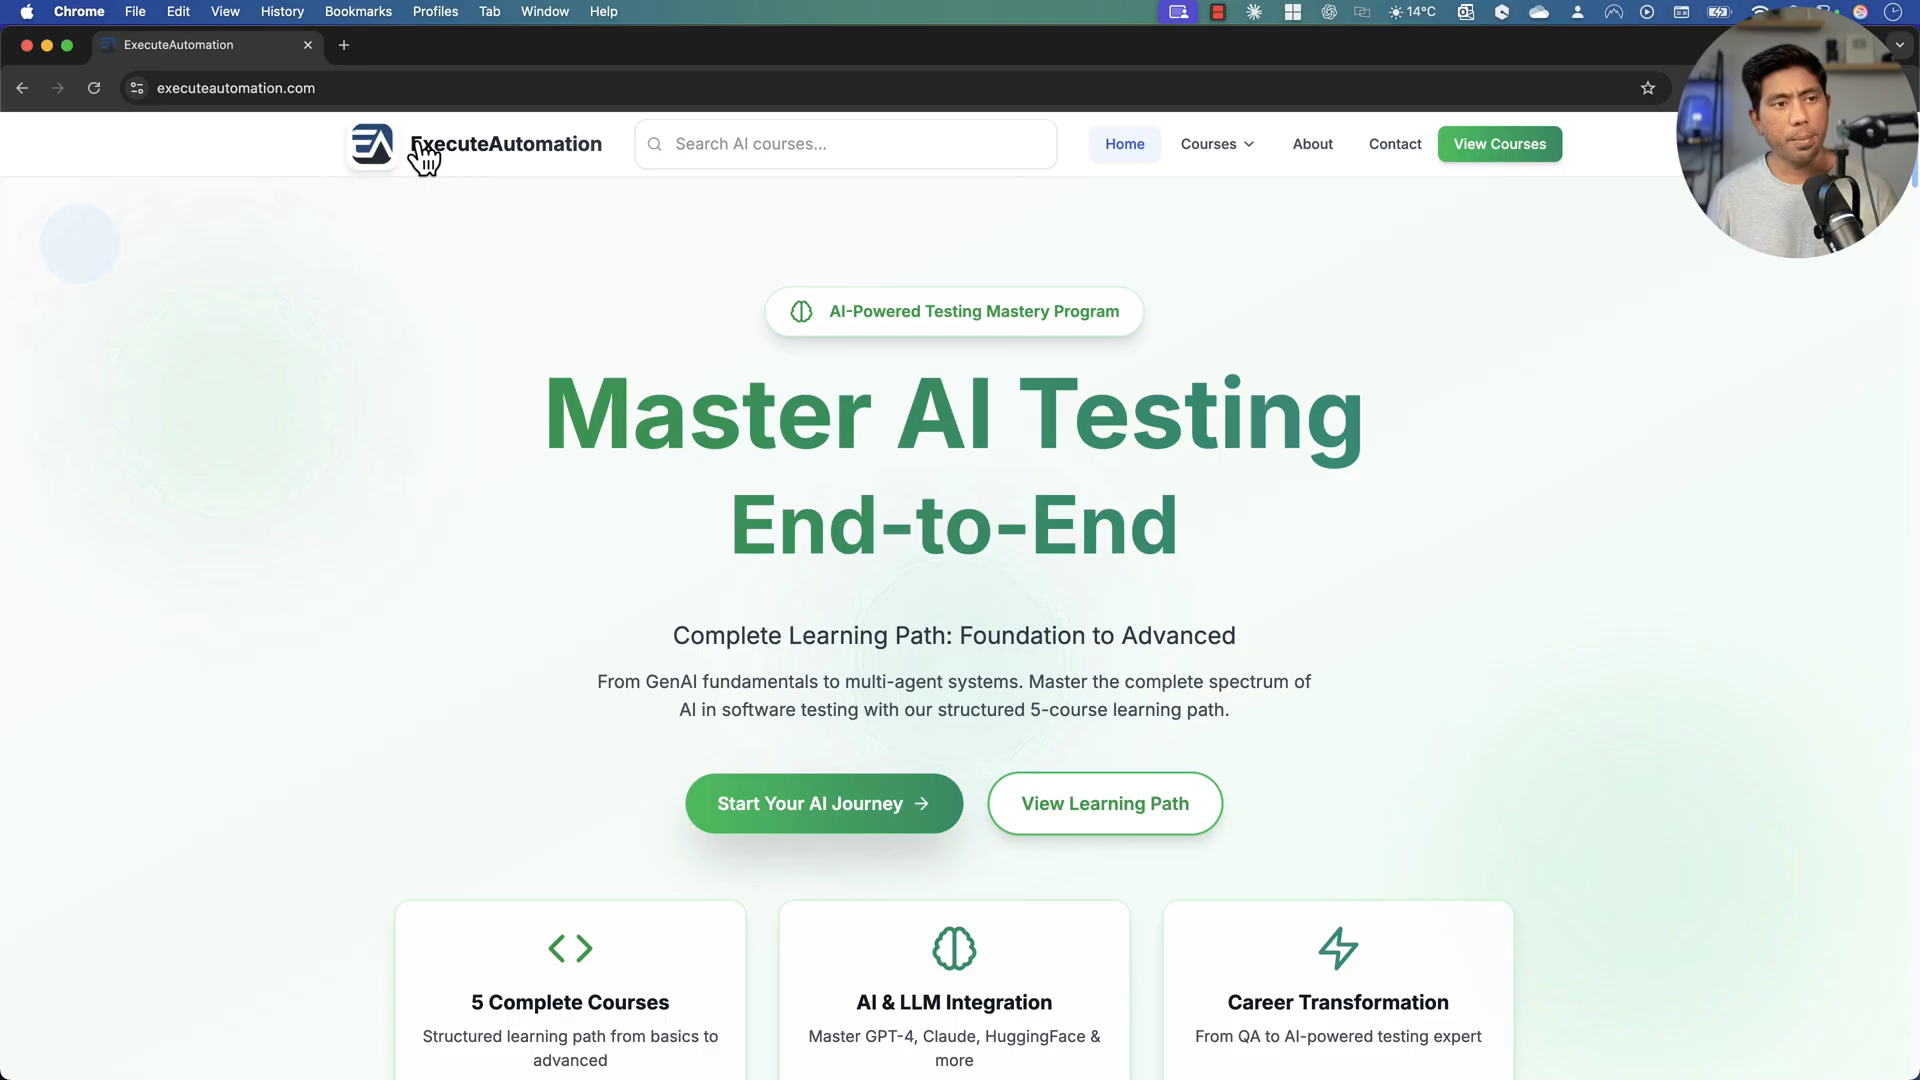 Chrome File Edit View History Bookmarks Profiles Tab Window Help 14°C
ExecuteAutomation
executeautomation.com
ExecuteAutomation Search AI courses... Home Courses About Contact View Courses
AI-Powered Testing Mastery Program
Master AI Testing
End-to-End
Complete Learning Path: Foundation to Advanced
From GenAI fundamentals to multi-agent systems. Master the complete spectrum of
AI in software testing with our structured 5-course learning path.
Start Your AI Journey →
View Learning Path
5 Complete Courses
Structured learning path from basics to
advanced
AI & LLM Integration
Master GPT-4, Claude, HuggingFace &
more
Career Transformation
From QA to AI-powered testing expert